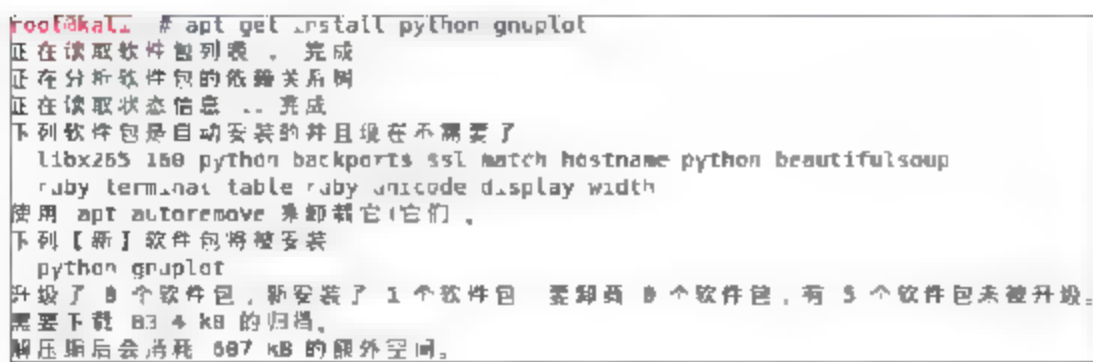 root@kali # apt get install python gnuplot
正在读取软件包列表 . 完成
正在分析软件包的依赖关系树
正在读取状态信息 .. 完成
下列软件包是自动安装的并且现在不需要了
libx265 160 python backports ssl match hostname python beautifulsoup
ruby terminal table ruby unicode display width
使用 apt autoremove 来卸载它(它们 。
下列【新】软件包将被安装
python gnuplot
升级了 0 个软件包，新安装了 1 个软件包 要卸载 0 个软件包，有 5 个软件包未被升级。
需要下载 83 4 kB 的归档。
解压缩后会消耗 607 kB 的额外空间。